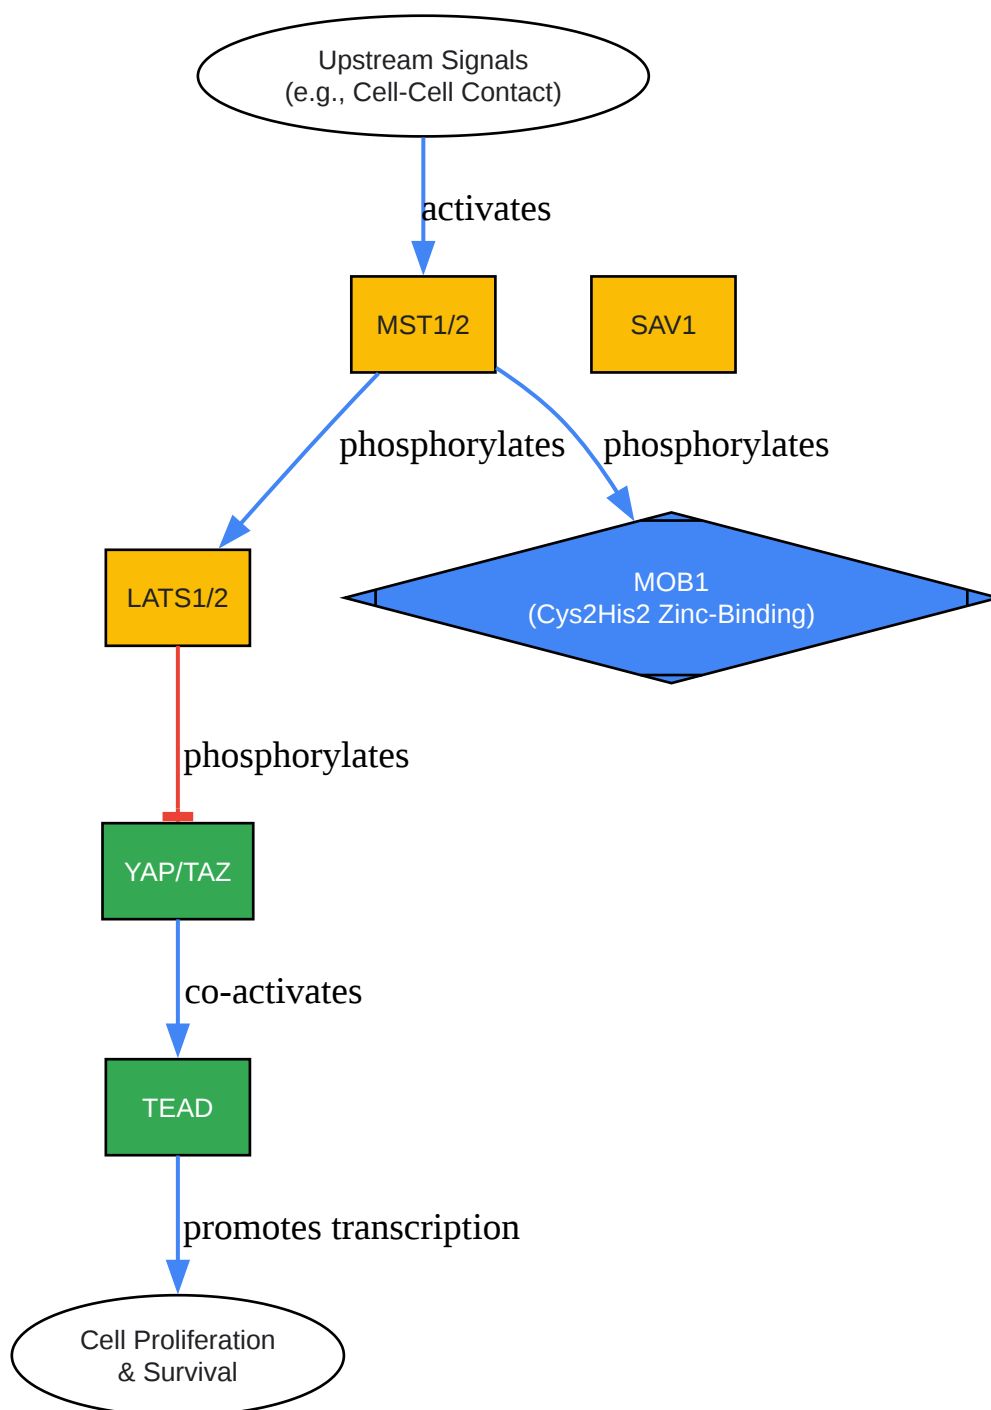 Upstream Signals
(e.g., Cell-Cell Contact)
activates
MST1/2
SAV1
phosphorylates
phosphorylates
LATS1/2
MOB1
(Cys2His2 Zinc-Binding)
phosphorylates
YAP/TAZ
co-activates
TEAD
promotes transcription
Cell Proliferation
& Survival